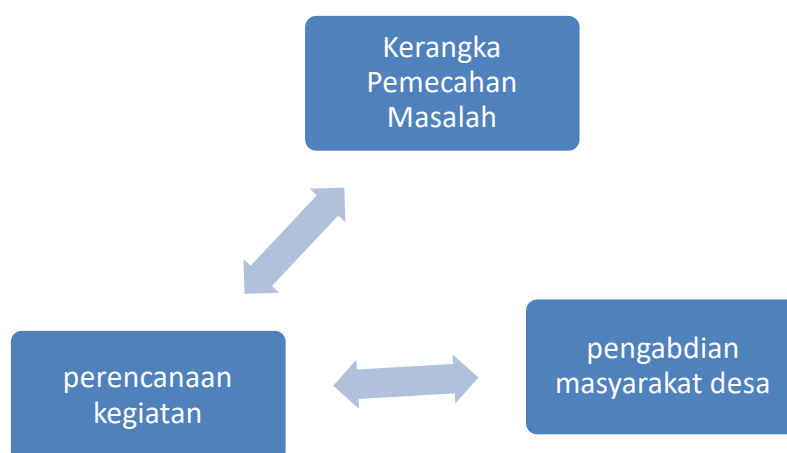 Kerangka
Pemecahan
Masalah
perencanaan
kegiatan
pengabdian
masyarakat desa